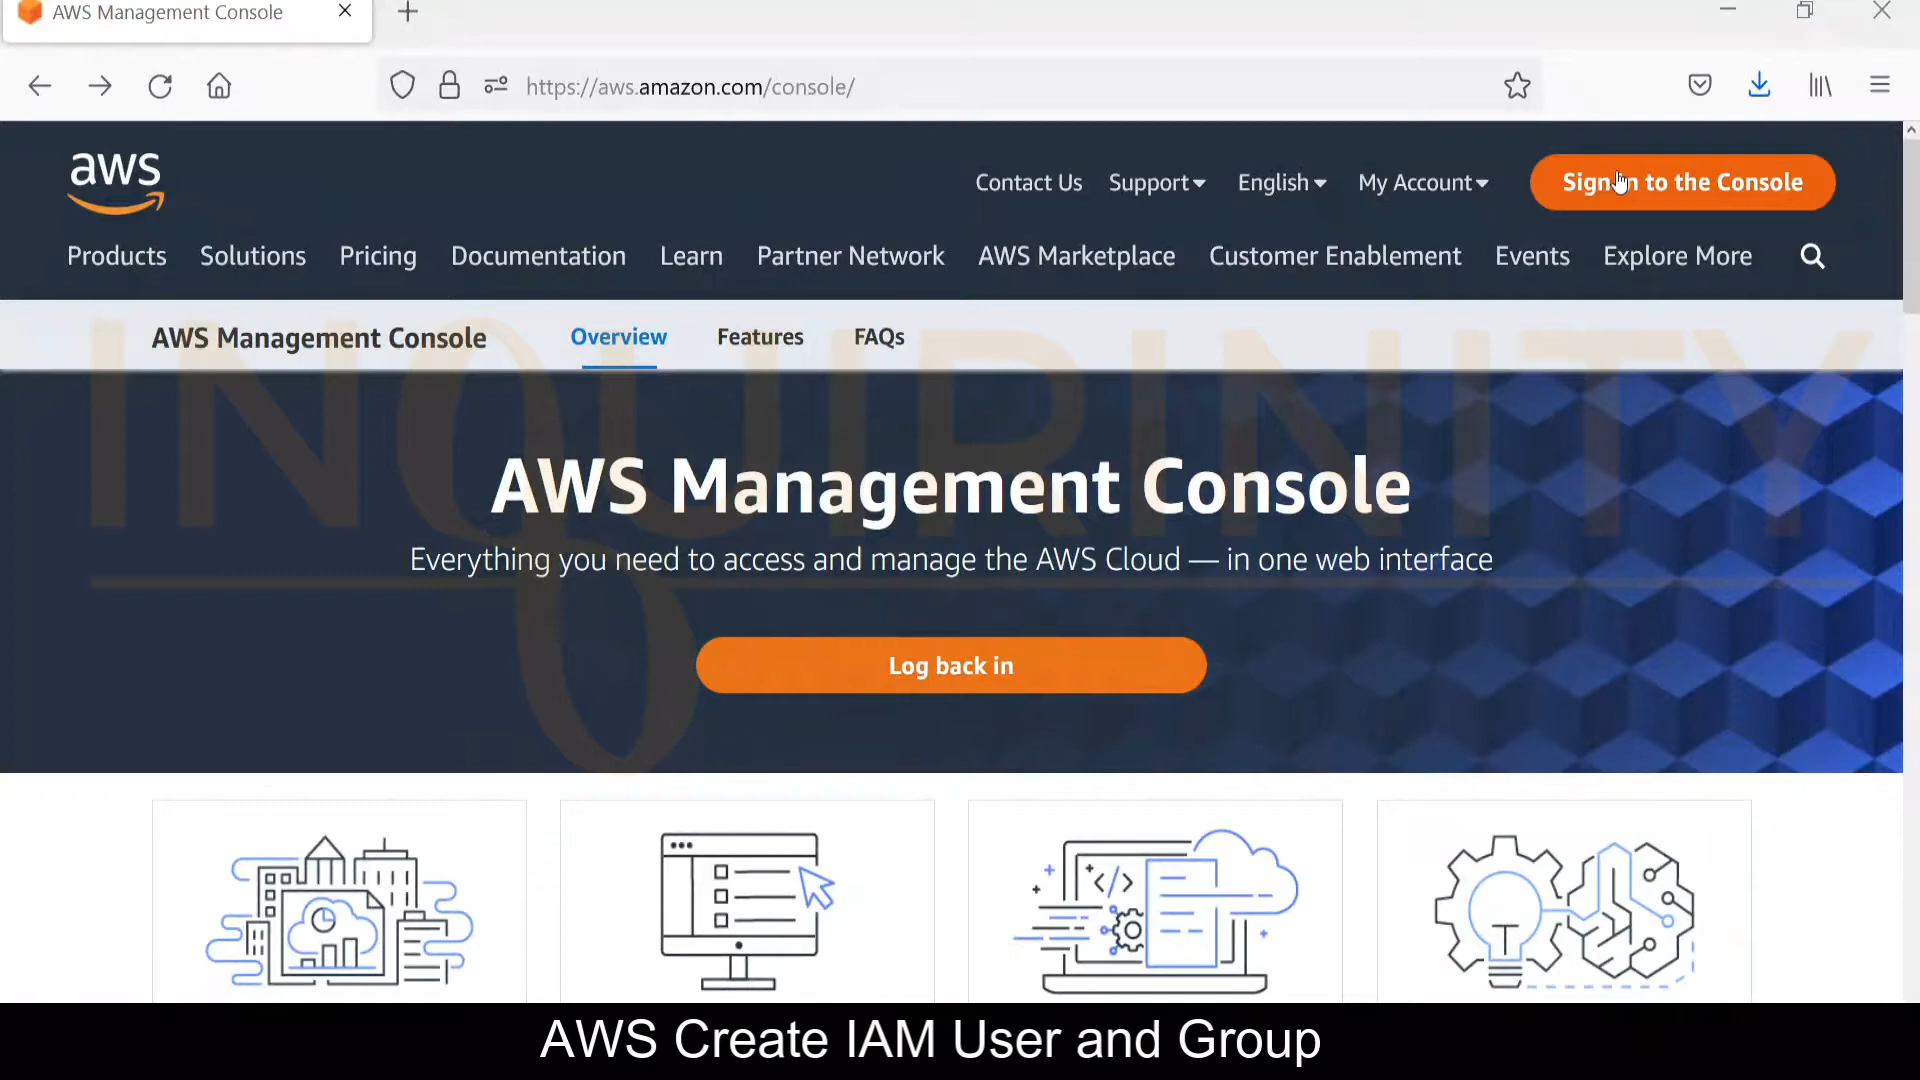 AWS Management Console
https://aws.amazon.com/console/
aws
Contact Us Support English My Account Sign in to the Console
Products Solutions Pricing Documentation Learn Partner Network AWS Marketplace Customer Enablement Events Explore More
AWS Management Console Overview Features FAQs
INQUIRINITY
AWS Management Console
Everything you need to access and manage the AWS Cloud — in one web interface
Log back in
AWS Create IAM User and Group